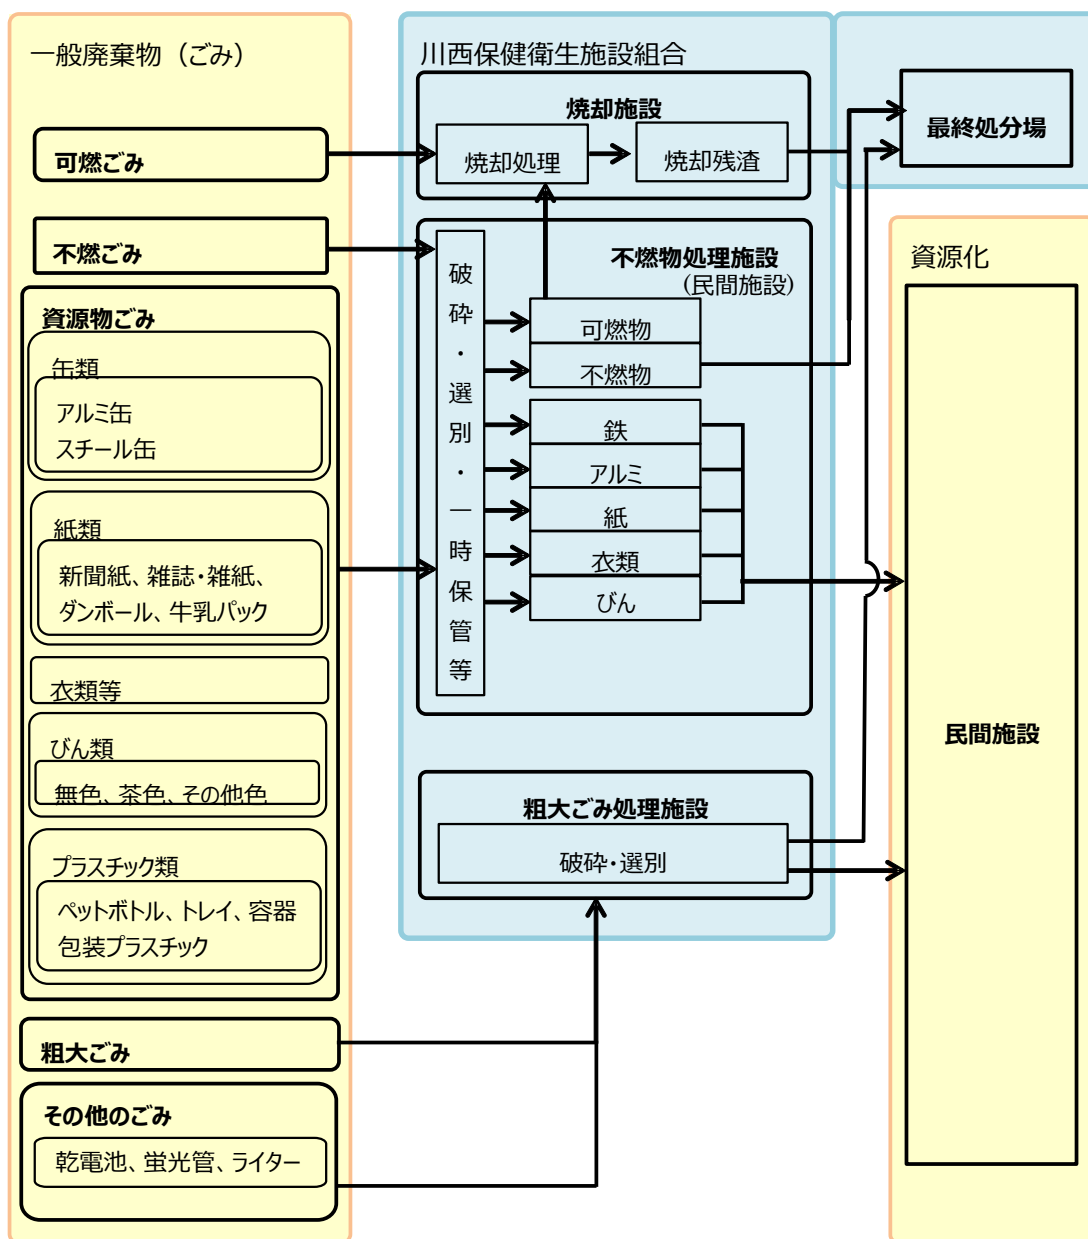 一般廃棄物（ごみ）
可燃ごみ
不燃ごみ
資源物ごみ
缶類
アルミ缶
スチール缶
紙類
新聞紙、雑誌・雑紙、
ダンボール、牛乳パック
衣類等
びん類
無色、茶色、その他色
プラスチック類
ペットボトル、トレイ、容器
包装プラスチック
粗大ごみ
その他のごみ
乾電池、蛍光管、ライター
川西保健衛生施設組合
焼却施設
焼却処理
焼却残渣
不燃物処理施設
(民間施設)
破砕・選別・一時保管等
可燃物
不燃物
鉄
アルミ
紙
衣類
びん
粗大ごみ処理施設
破砕・選別
最終処分場
資源化
民間施設